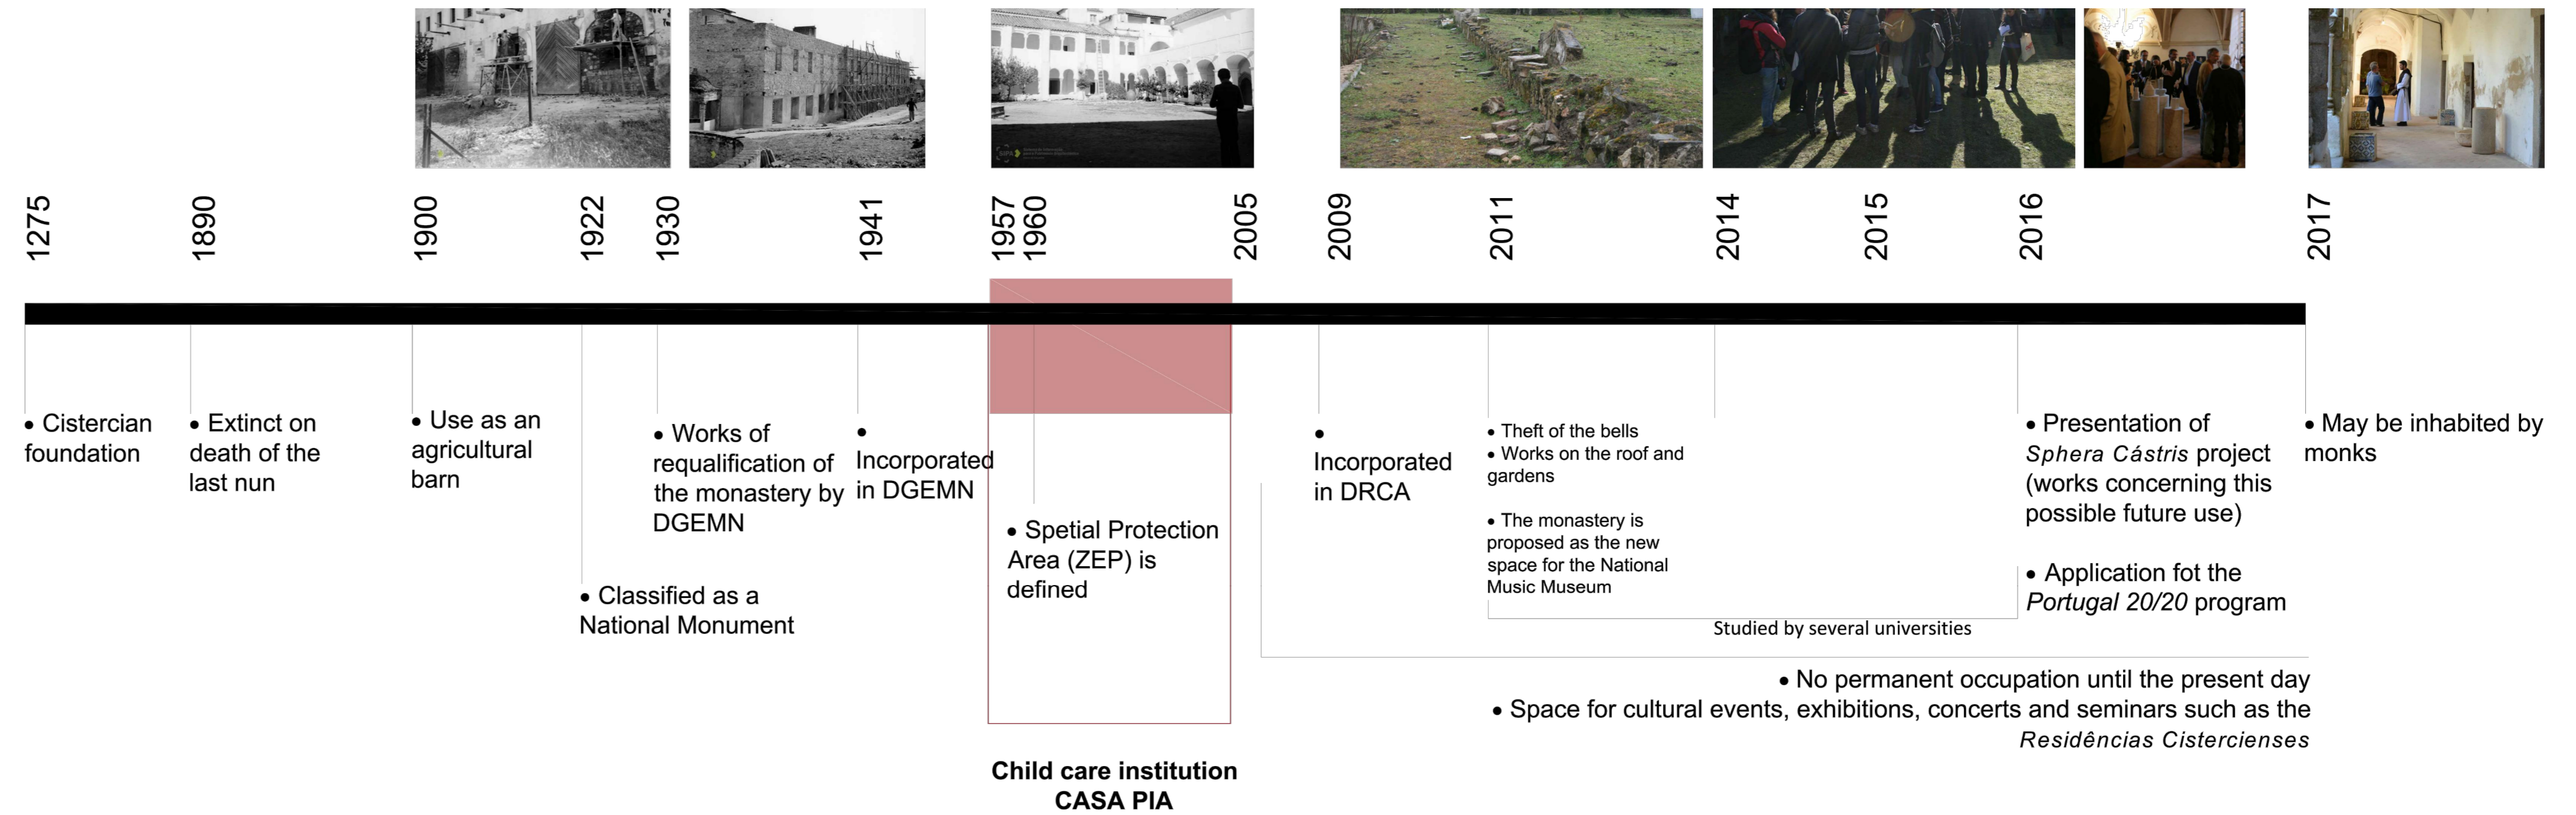 1275
1890
1900
1922
1930
1941
1957
1960
2005
2009
2011
2014
2015
2016
2017
• Cistercian
foundation
• Extinct on
death of the
last nun
• Use as an
agricultural
barn
• Classified as a
National Monument
• Works of
requalification of
the monastery by
DGEMN
•
Incorporated
in DGEMN
• Spetial Protection
Area (ZEP) is
defined
Child care institution
CASA PIA
•
Incorporated
in DRCA
• Theft of the bells
• Works on the roof and
gardens
• The monastery is
proposed as the new
space for the National
Music Museum
Studied by several universities
• Presentation of
Sphera Cástris project
(works concerning this
possible future use)
• Application fot the
Portugal 20/20 program
• May be inhabited by
monks
• No permanent occupation until the present day
• Space for cultural events, exhibitions, concerts and seminars such as the
Residências Cistercienses